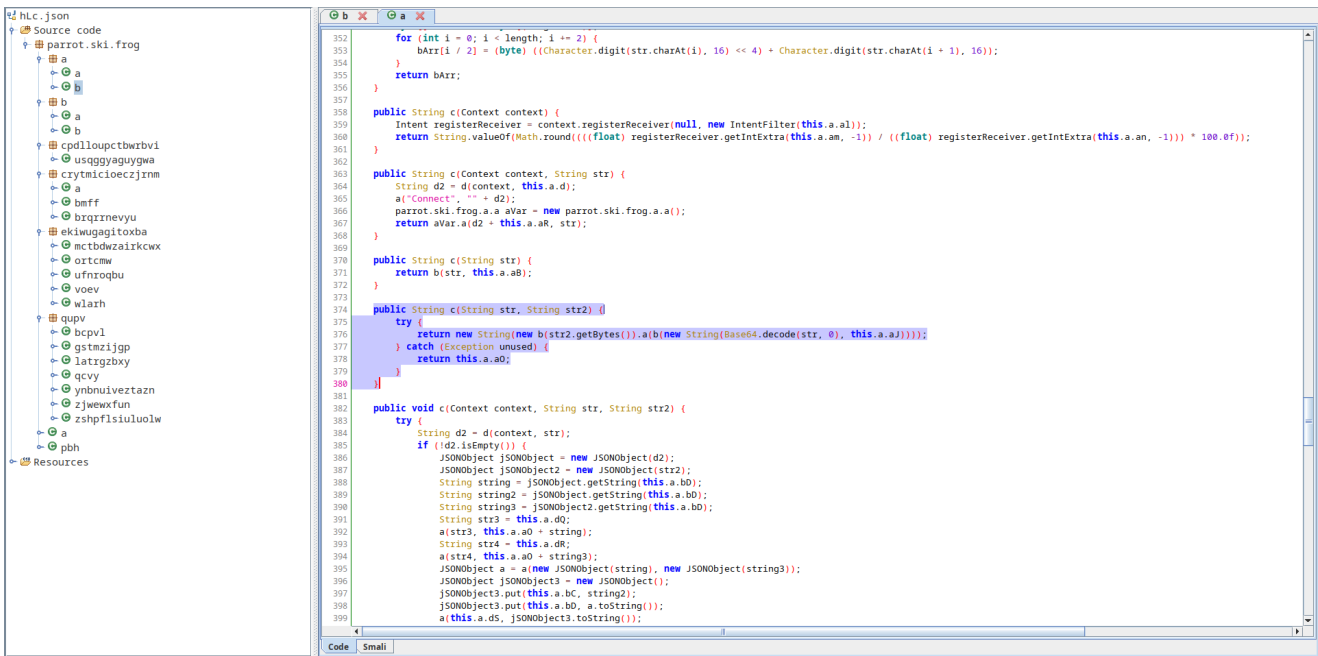 hLc.json
Source code
parrot.ski.frog
a
a
b
b
a
b
cpdlloupctbwrbvi
usqggyaguygwa
crytmicioeczjrnm
a
bmff
brqrrnevyu
ekiwugagitoxba
mctbdwzairkcwx
ortcmw
ufnroqbu
voev
wlarh
qupv
bcpvl
gstmzijgp
latrgzbxy
qcvy
ynbnuiveztazn
zjwewxfun
zshpflsiuluolw
a
pbh
Resources
b
a
352 for (int i = 0; i < length; i += 2) {
353 bArr[i / 2] = (byte) ((Character.digit(str.charAt(i), 16) << 4) + Character.digit(str.charAt(i + 1), 16));
354 }
355 return bArr;
356 }
357
358 public String c(Context context) {
359 Intent registerReceiver = context.registerReceiver(null, new IntentFilter(this.a.al));
360 return String.valueOf(Math.round((((float) registerReceiver.getIntExtra(this.a.am, -1)) / ((float) registerReceiver.getIntExtra(this.a.an, -1))) * 100.0f));
361 }
362
363 public String c(Context context, String str) {
364 String d2 = d(context, this.a.d);
365 a("Connect", "" + d2);
366 parrot.ski.frog.a.a aVar = new parrot.ski.frog.a.a();
367 return aVar.a(d2 + this.a.aR, str);
368 }
369
370 public String c(String str) {
371 return b(str, this.a.aB);
372 }
373
374 public String c(String str, String str2) {
375 try {
376 return new String(new b(str2.getBytes()).a(b(new String(Base64.decode(str, 0), this.a.aJ))));
377 } catch (Exception unused) {
378 return this.a.aO;
379 }
380 }
381
382 public void c(Context context, String str, String str2) {
383 try {
384 String d2 = d(context, str);
385 if (!d2.isEmpty()) {
386 JSONObject jSONObject = new JSONObject(d2);
387 JSONObject jSONObject2 = new JSONObject(str2);
388 String string = jSONObject.getString(this.a.bD);
389 String string2 = jSONObject.getString(this.a.bD);
390 String string3 = jSONObject2.getString(this.a.bD);
391 String str3 = this.a.dQ;
392 a(str3, this.a.aO + string);
393 String str4 = this.a.dR;
394 a(str4, this.a.aO + string3);
395 JSONObject a = a(new JSONObject(string), new JSONObject(string3));
396 JSONObject jSONObject3 = new JSONObject();
397 jSONObject3.put(this.a.bC, string2);
398 jSONObject3.put(this.a.bD, a.toString());
399 a(this.a.dS, jSONObject3.toString());
Code Smali